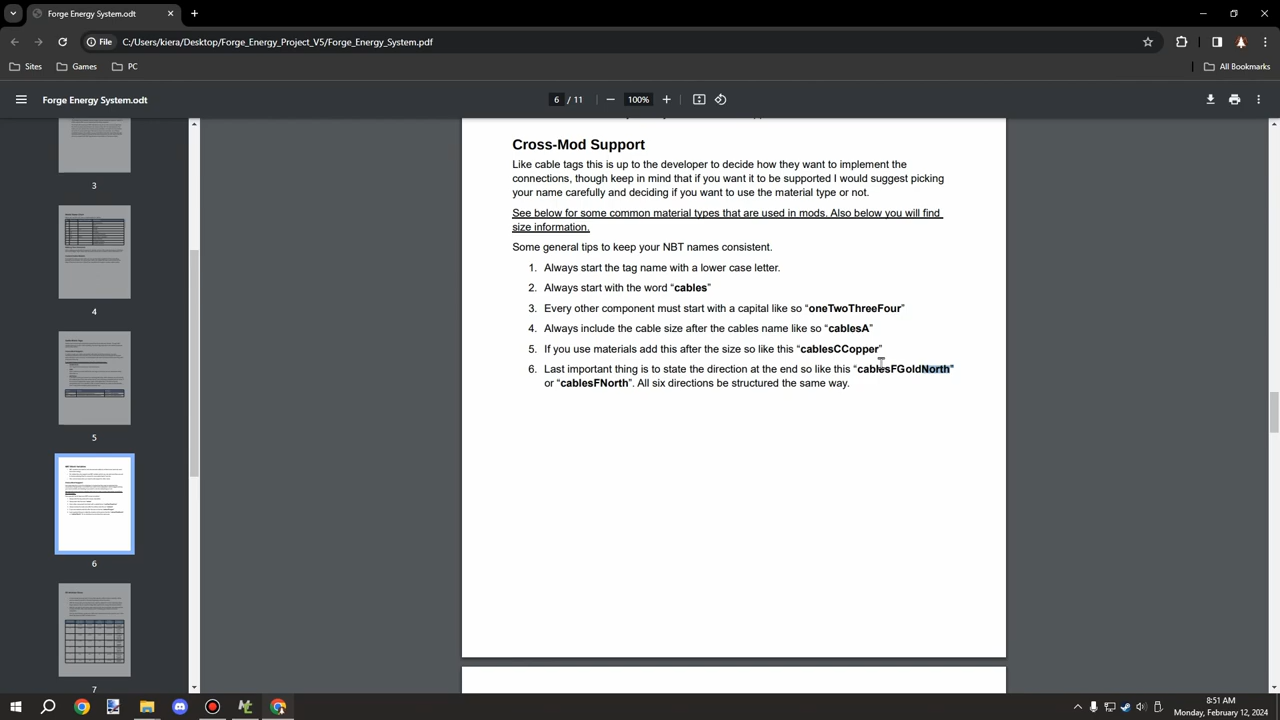 Forge Energy System.odt
File
C:/Users/kiera/Desktop/Forge_Energy_Project_V5/Forge_Energy_System.pdf
Sites
Games
PC
All Bookmarks
Forge Energy System.odt
6 / 11
100%
3
4
5
6
7
Cross-Mod Support
Like cable tags this is up to the developer to decide how they want to implement the
connections, though keep in mind that if you want it to be supported I would suggest picking
your name carefully and deciding if you want to use the material type or not.
See below for some common material types that are used in mods. Also below you will find
size information.
Some general tips to keep your NBT names consistent.
1. Always start the tag name with a lower case letter.
2. Always start with the word “cables”
3. Every other component must start with a capital like so “oneTwoThreeFour”
4. Always include the cable size after the cables name like so “cablesA”
5. If you use materials add this after the size so like this “cablesCCopper”
6. Last important thing is to state the direction at the end so like this “cablesFGoldNorth”
or “cablesFNorth”. All six directions be structured the same way.
8:51 AM
Monday, February 12, 2024